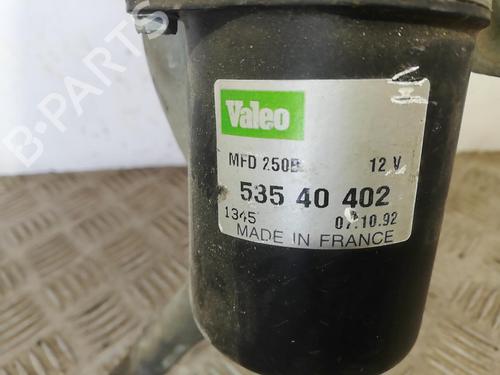 B-PARTS
Valeo
MFD 250B 12 V
535 40 402
1345 07.10.92
MADE IN FRANCE